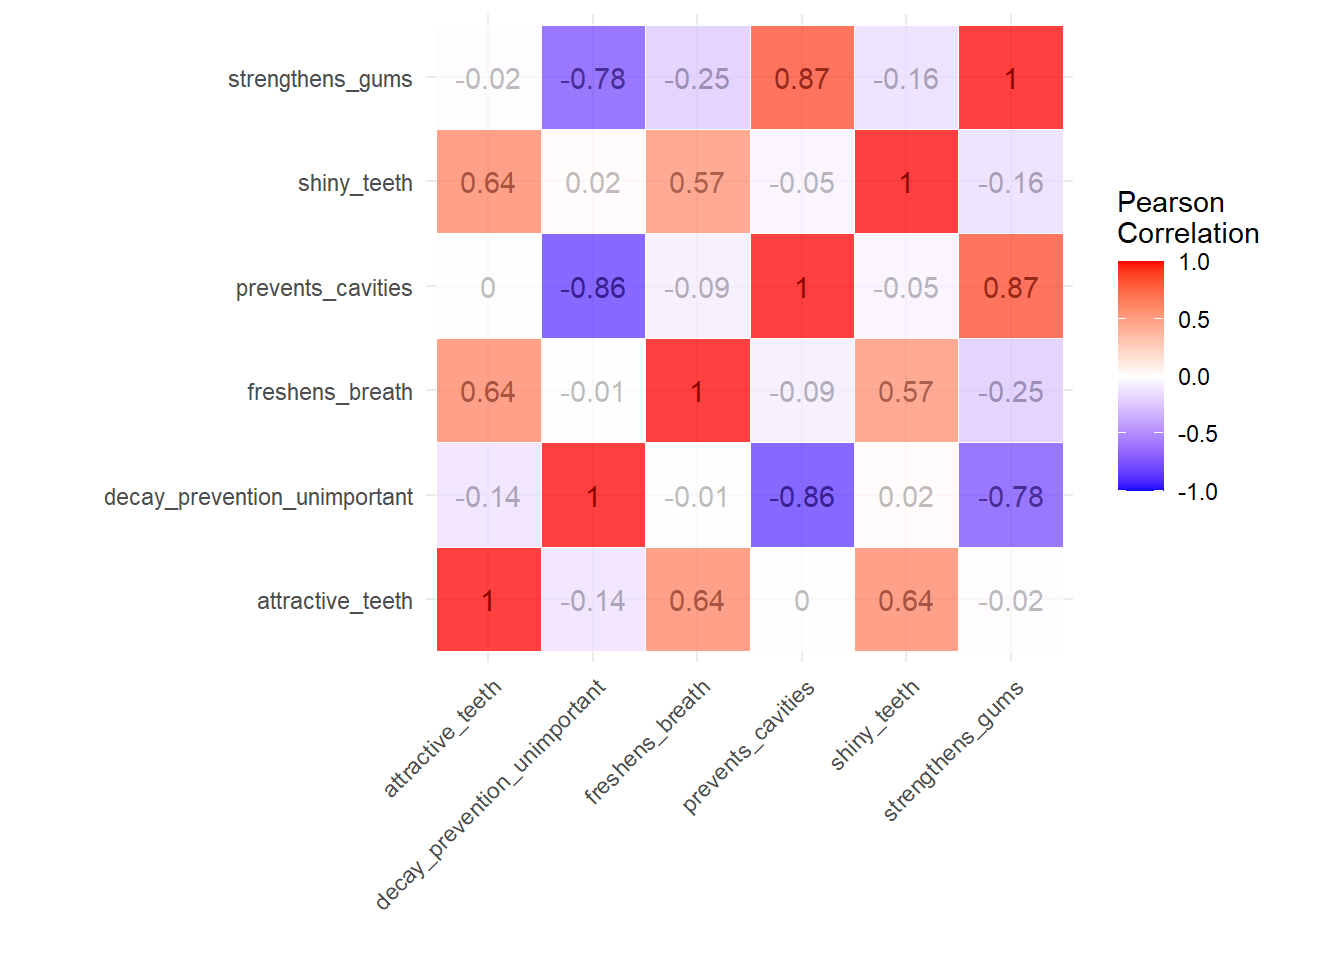 strengthens_gums -0.02 -0.78 -0.25 0.87 -0.16 1
shiny_teeth 0.64 0.02 0.57 -0.05 1 -0.16
prevents_cavities 0 -0.86 -0.09 1 -0.05 0.87
freshens_breath 0.64 -0.01 1 -0.09 0.57 -0.25
decay_prevention_unimportant -0.14 1 -0.01 -0.86 0.02 -0.78
attractive_teeth 1 -0.14 0.64 0 0.64 -0.02
attractive_teeth
decay_prevention_unimportant
freshens_breath
prevents_cavities
shiny_teeth
strengthens_gums
Pearson
Correlation
1.0
0.5
0.0
-0.5
-1.0